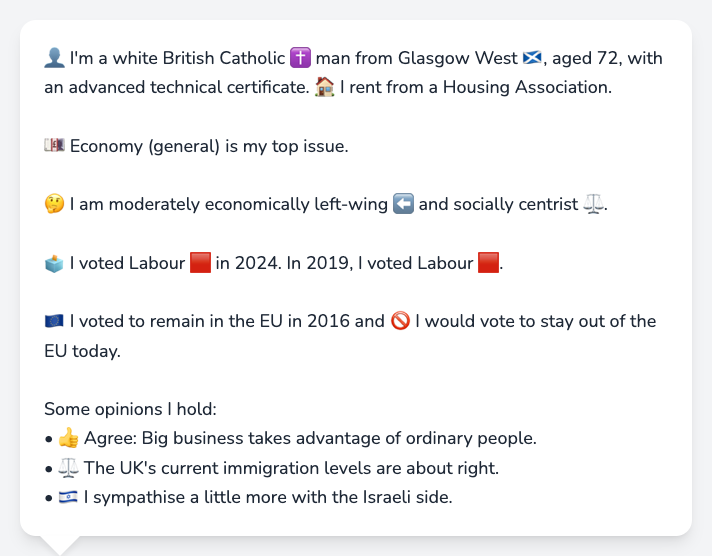 👤 I'm a white British Catholic ✝️ man from Glasgow West 🏴󠁧󠁢󠁳󠁣󠁴󠁿, aged 72, with
an advanced technical certificate. 🏠 I rent from a Housing Association.
💷 Economy (general) is my top issue.
🤔 I am moderately economically left-wing ⬅️ and socially centrist ⚖️.
🗳️ I voted Labour 🟥 in 2024. In 2019, I voted Labour 🟥.
🇪🇺 I voted to remain in the EU in 2016 and 🚫 I would vote to stay out of the
EU today.
Some opinions I hold:
• 👍 Agree: Big business takes advantage of ordinary people.
• ⚖️ The UK's current immigration levels are about right.
• 🇮🇱 I sympathise a little more with the Israeli side.